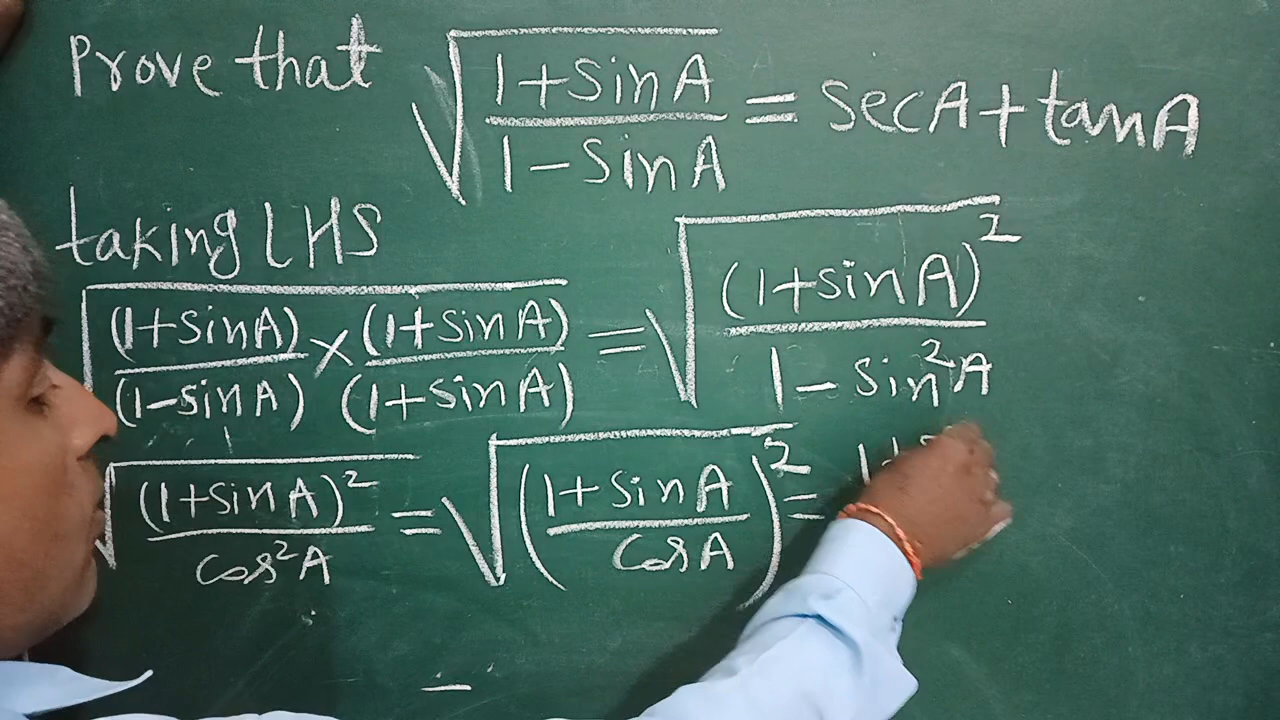 Prove that √((1+sinA)/(1-sinA)) = secA+tanA
taking LHS
√((1+sinA)/(1-sinA) × (1+sinA)/(1+sinA)) = √((1+sinA)²/(1-sin²A))
√((1+sinA)²/cos²A) = √(((1+sinA)/cosA)²) = 1+